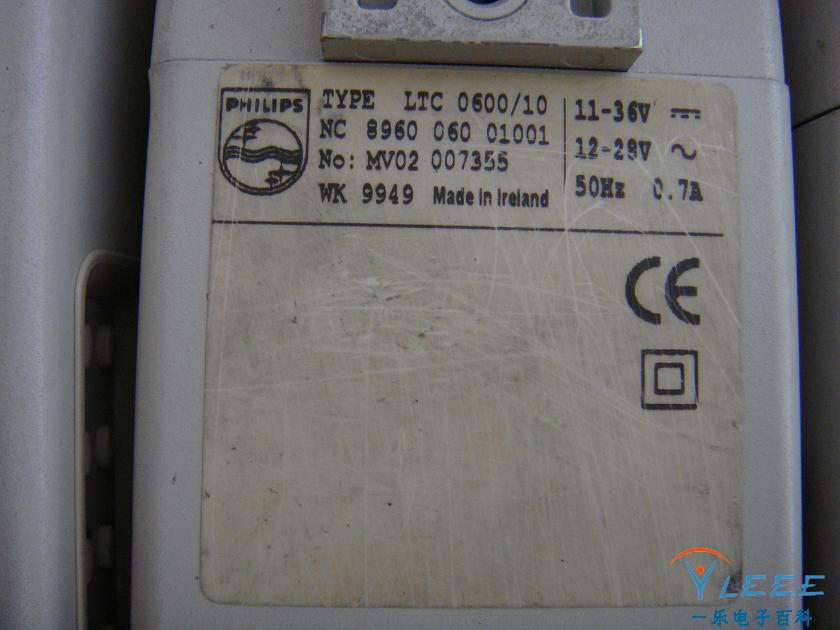 PHILIPS
TYPE LTC 0600/10
NC 8960 060 01001
No: MV02 007355
WK 9949 Made in Ireland
11-36V
12-28V
50Hz 0.7A
CE
YLEEE
一乐电子百科